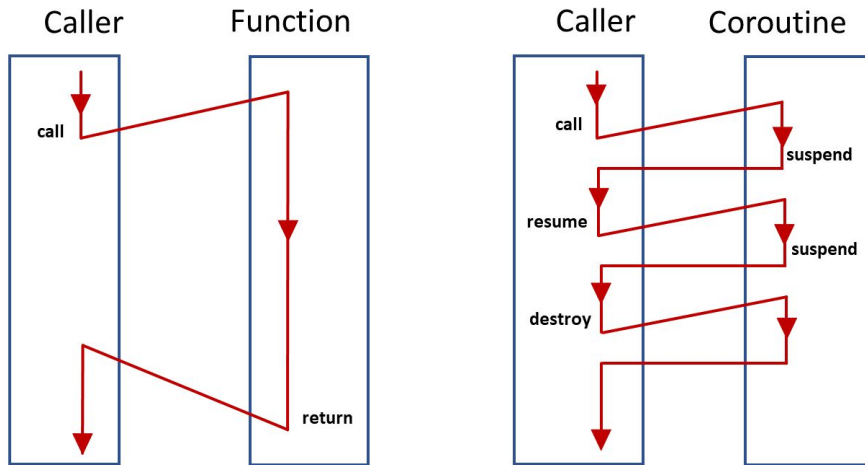 Caller
Function
call
return
Caller
Coroutine
call
suspend
resume
suspend
destroy